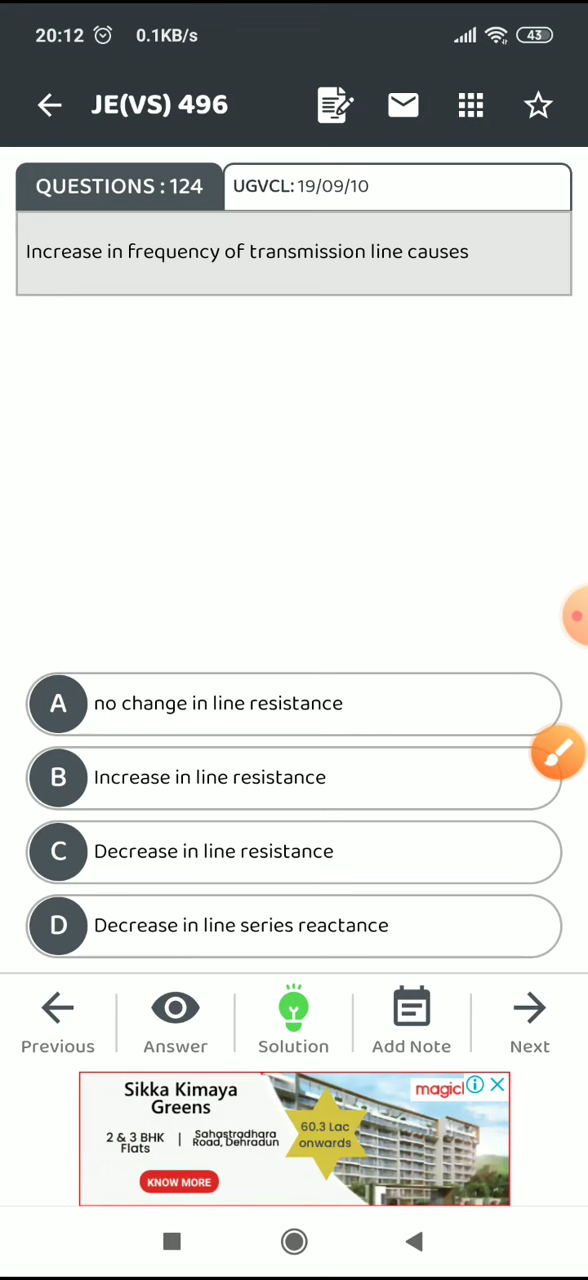 20:12 0.1KB/s 43
JE(VS) 496
QUESTIONS : 124 UGVCL: 19/09/10
Increase in frequency of transmission line causes
A no change in line resistance
B Increase in line resistance
C Decrease in line resistance
D Decrease in line series reactance
Previous Answer Solution Add Note Next
Sikka Kimaya
Greens
2 & 3 BHK
Flats
|
Sahastradhara
Road, Dehradun
KNOW MORE
60.3 Lac
onwards
magic